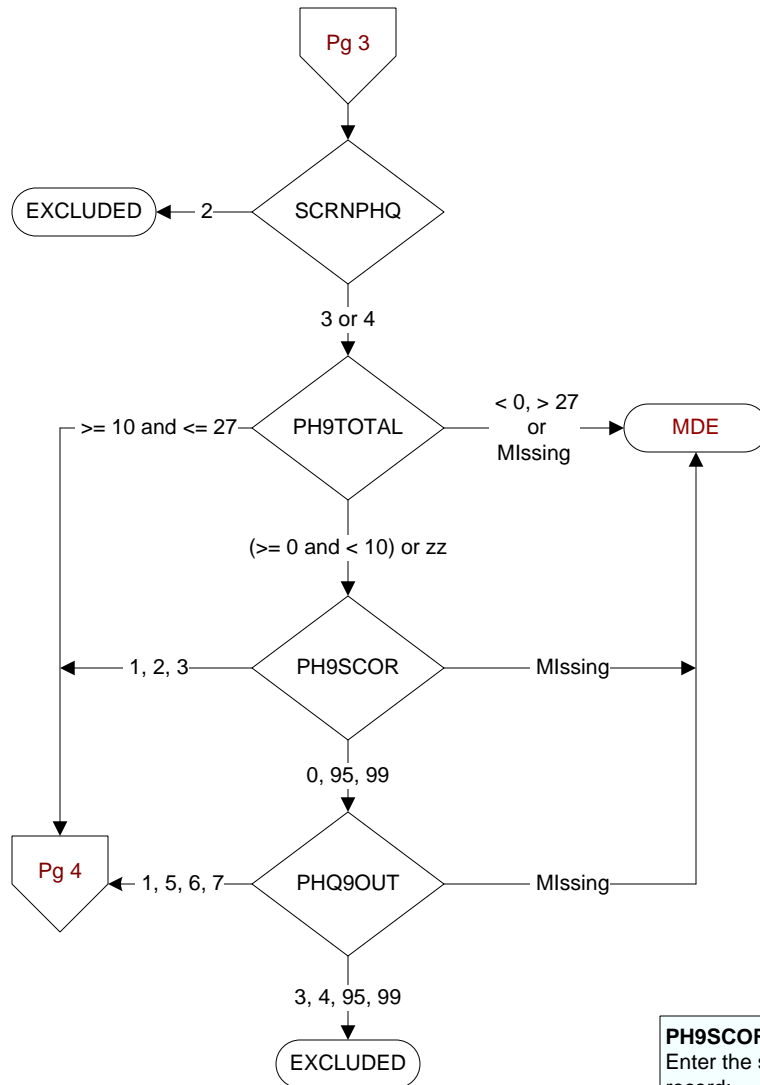 Pg 3
SCRNPHQ
EXCLUDED
2
3 or 4
PH9TOTAL
>= 10 and <= 27
< 0, > 27
or
MIssing
MDE
(>= 0 and < 10) or zz
PH9SCOR
1, 2, 3
MIssing
0, 95, 99
Pg 4
1, 5, 6, 7
PHQ9OUT
MIssing
3, 4, 95, 99
EXCLUDED
PH9SCOR
Enter the s
record: